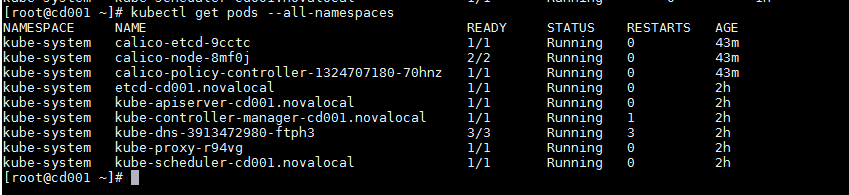 [root@cd001 ~]# kubectl get pods --all-namespaces
NAMESPACE NAME READY STATUS RESTARTS AGE
kube-system calico-etcd-9cctc 1/1 Running 0 43m
kube-system calico-node-8mf0j 2/2 Running 0 43m
kube-system calico-policy-controller-1324707180-70hnz 1/1 Running 0 43m
kube-system etcd-cd001.novalocal 1/1 Running 0 2h
kube-system kube-apiserver-cd001.novalocal 1/1 Running 0 2h
kube-system kube-controller-manager-cd001.novalocal 1/1 Running 1 2h
kube-system kube-dns-3913472980-ftph3 3/3 Running 3 2h
kube-system kube-proxy-r94vg 1/1 Running 0 2h
kube-system kube-scheduler-cd001.novalocal 1/1 Running 0 2h
[root@cd001 ~]#